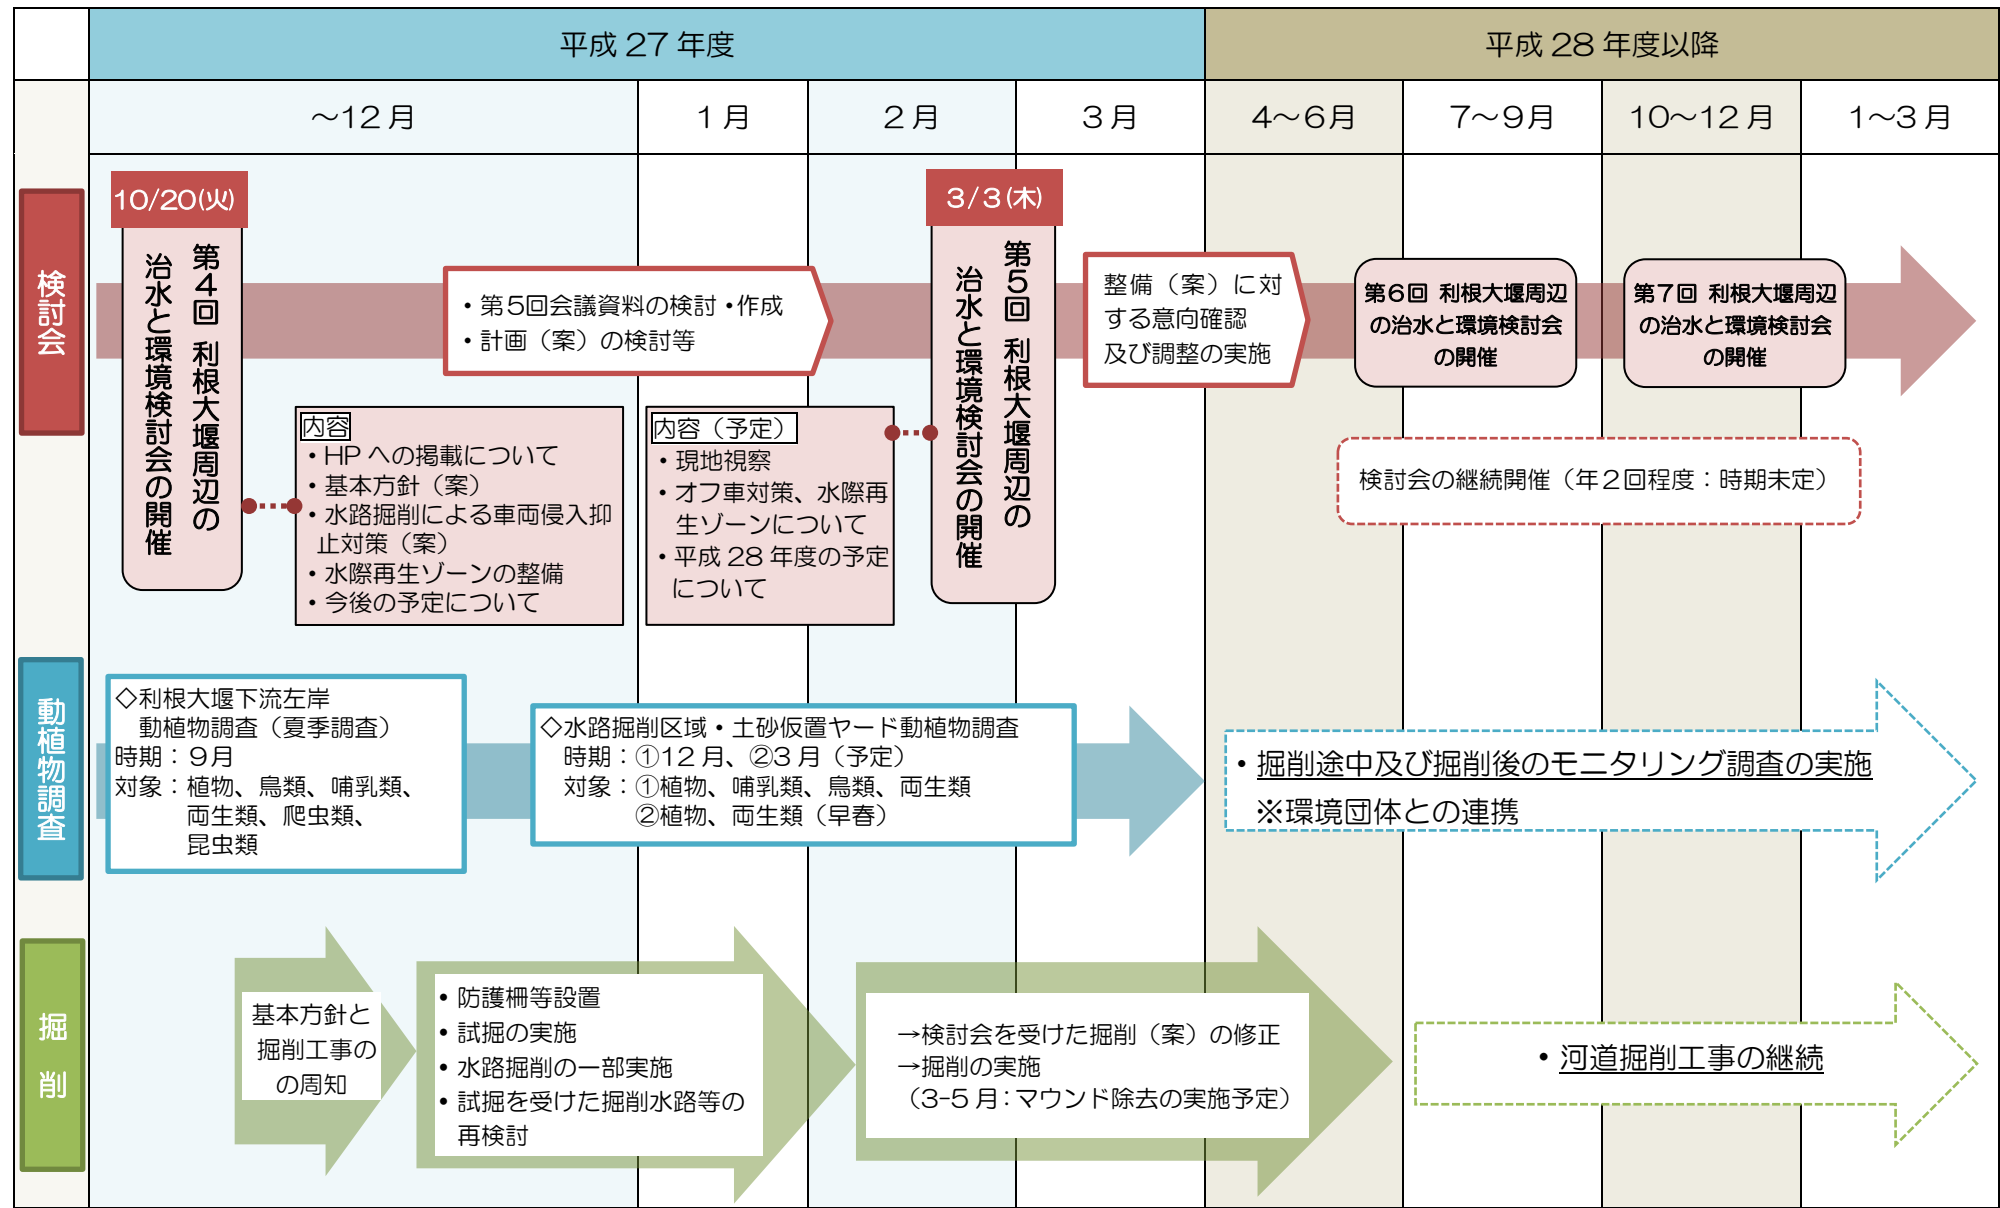 平成 27 年度
平成 28 年度以降
～12 月
1 月
2 月
3 月
4～6月
7～9月
10～12 月
1～3 月
検討会
10/20(火)
第4回 利根大堰周辺の
治水と環境検討会の開催
・第5回会議資料の検討・作成
・計画（案）の検討等
内容
・HP への掲載について
・基本方針（案）
・水路掘削による車両侵入抑
止対策（案）
・水際再生ゾーンの整備
・今後の予定について
内容（予定）
・現地視察
・オフ車対策、水際再
生ゾーンについて
・平成 28 年度の予定
について
3/3(木)
第5回 利根大堰周辺の
治水と環境検討会の開催
整備（案）に対
する意向確認
及び調整の実施
第6回 利根大堰周辺
の治水と環境検討会
の開催
第7回 利根大堰周辺
の治水と環境検討会
の開催
検討会の継続開催（年2回程度：時期未定）
動植物調査
◇利根大堰下流左岸
動植物調査（夏季調査）
時期：9月
対象：植物、鳥類、哺乳類、
両生類、爬虫類、
昆虫類
◇水路掘削区域・土砂仮置ヤード動植物調査
時期：①12 月、②3 月（予定）
対象：①植物、哺乳類、鳥類、両生類
②植物、両生類（早春）
・掘削途中及び掘削後のモニタリング調査の実施
※環境団体との連携
掘削
基本方針と
掘削工事の
の周知
・防護柵等設置
・試掘の実施
・水路掘削の一部実施
・試掘を受けた掘削水路等の
再検討
→検討会を受けた掘削（案）の修正
→掘削の実施
（3-5 月：マウンド除去の実施予定）
・河道掘削工事の継続